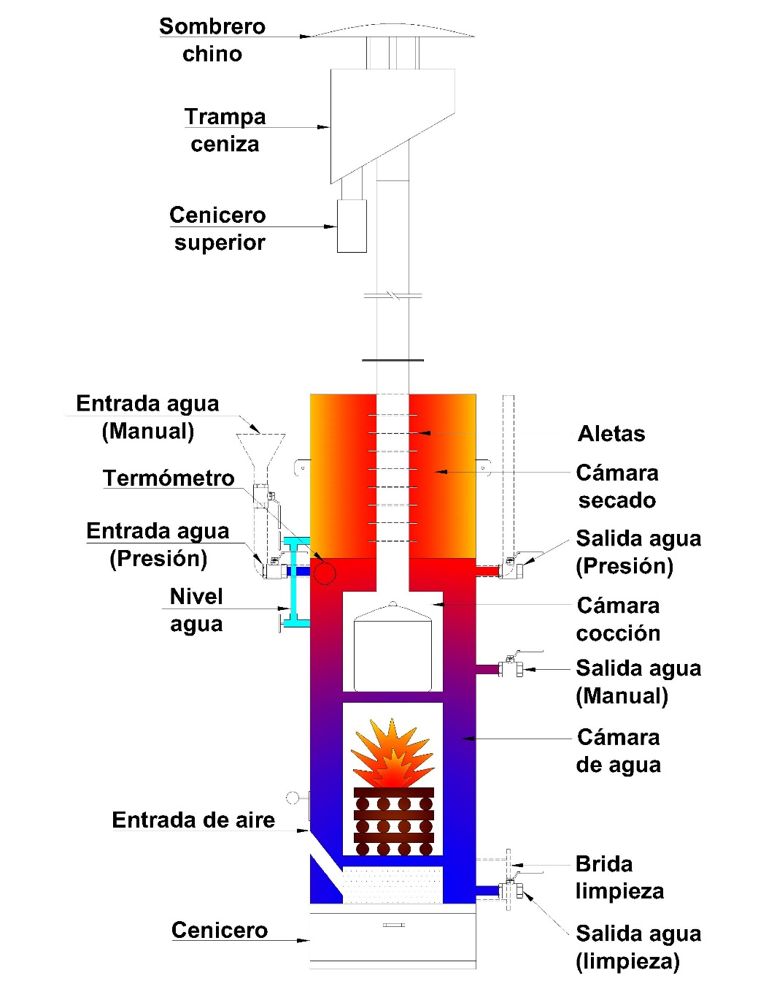 Sombrero
chino
Trampa
ceniza
Cenicero
superior
Entrada agua
(Manual)
Termómetro
Entrada agua
(Presión)
Nivel
agua
Entrada de aire
Cenicero
Aletas
Cámara
secado
Salida agua
(Presión)
Cámara
cocción
Salida agua
(Manual)
Cámara
de agua
Brida
limpieza
Salida agua
(limpieza)